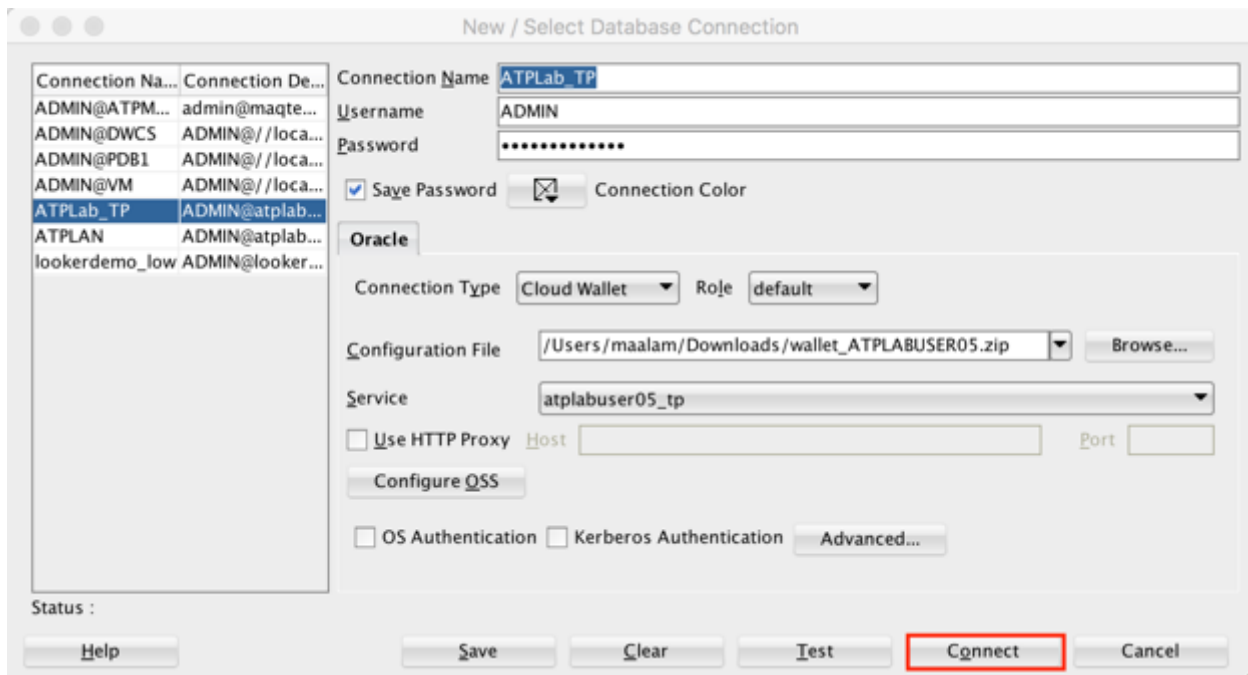 New / Select Database Connection
Connection Na... Connection De...
ADMIN@ATPM... admin@maqte...
ADMIN@DWCS ADMIN@//loca...
ADMIN@PDB1 ADMIN@//loca...
ADMIN@VM ADMIN@//loca...
ATPLab_TP ADMIN@atplab...
ATPLAN ADMIN@atplab...
lookerdemo_low ADMIN@looker...
Connection Name ATPLab_TP
Username ADMIN
Password •••••••••••••
Save Password Connection Color
Oracle
Connection Type Cloud Wallet Role default
Configuration File /Users/maalam/Downloads/wallet_ATPLABUSER05.zip Browse...
Service atplabuser05_tp
Use HTTP Proxy Host Port
Configure OSS
OS Authentication Kerberos Authentication Advanced...
Status :
Help Save Clear Test Connect Cancel